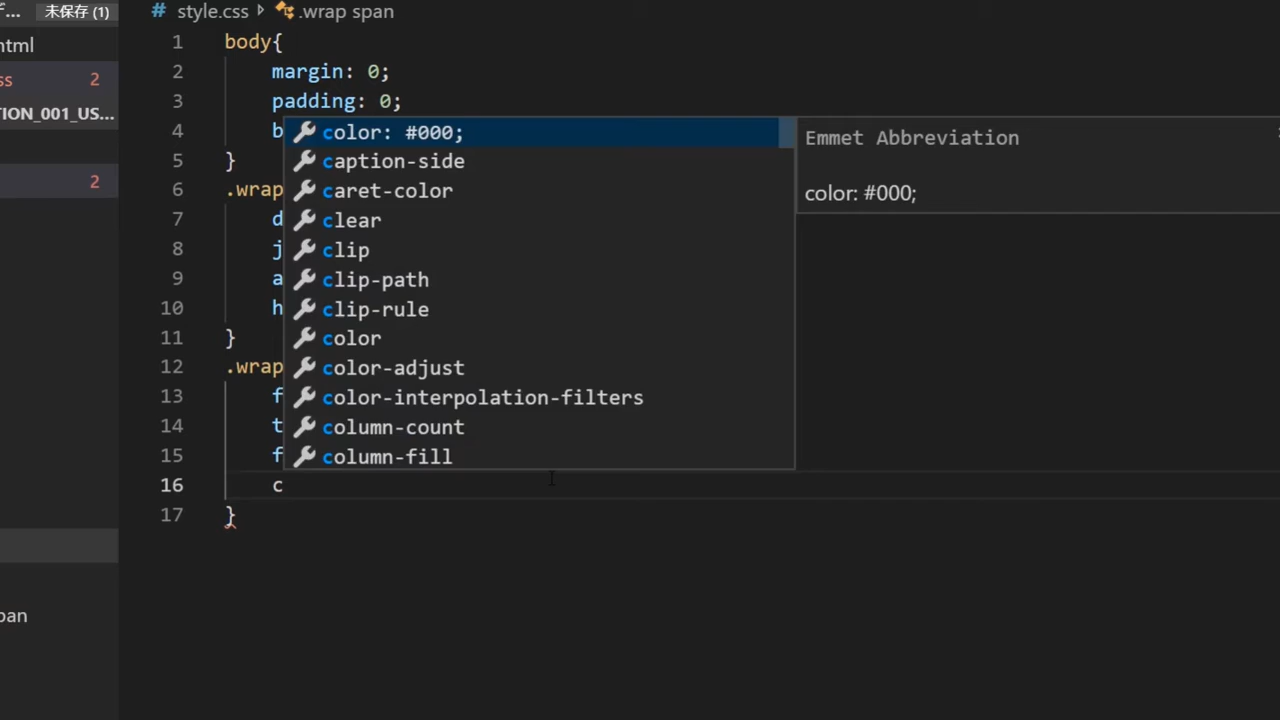 未保存 (1)
# style.css .wrap span
html
ss 2
TION_001_US...
2
pan
1 body{
2 margin: 0;
3 padding: 0;
4 b
5 }
6 .wrap
7 d
8 j
9 a
10 h
11 }
12 .wrap
13 f
14 t
15 f
16 c
17 }
color: #000;
caption-side
caret-color
clear
clip
clip-path
clip-rule
color
color-adjust
color-interpolation-filters
column-count
column-fill
Emmet Abbreviation
color: #000;